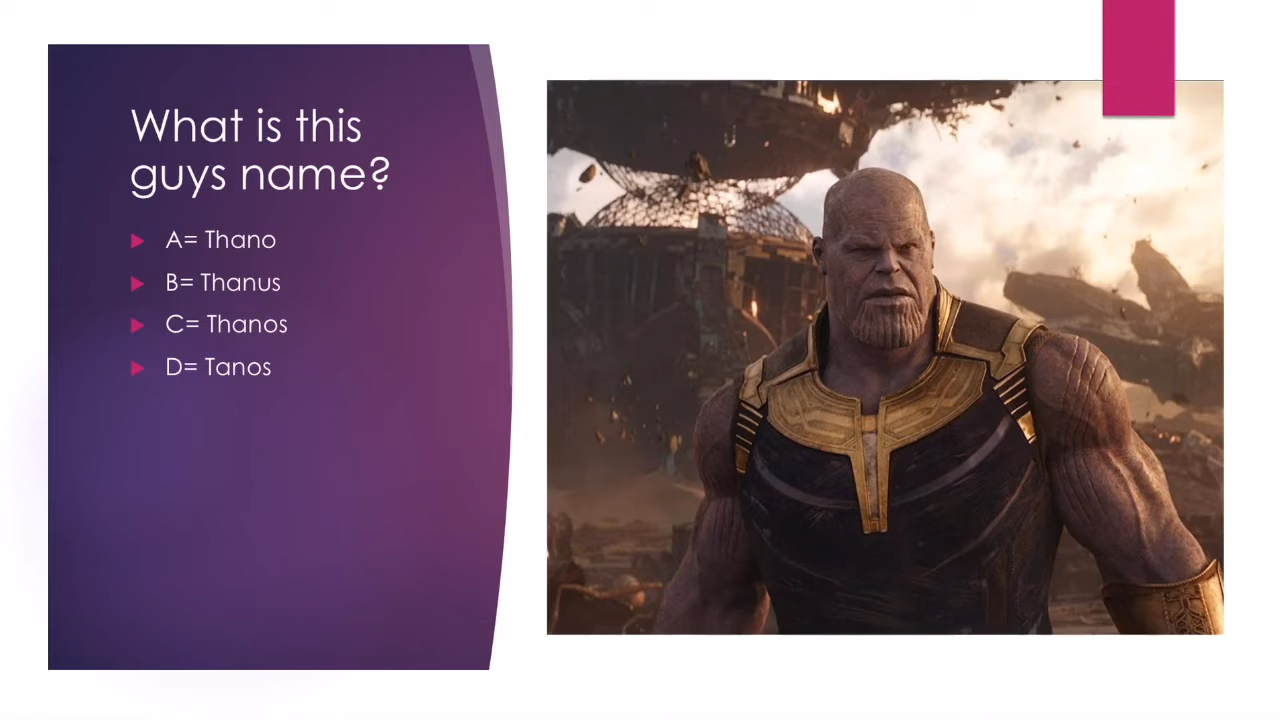 What is this
guys name?
A= Thano
B= Thanus
C= Thanos
D= Tanos